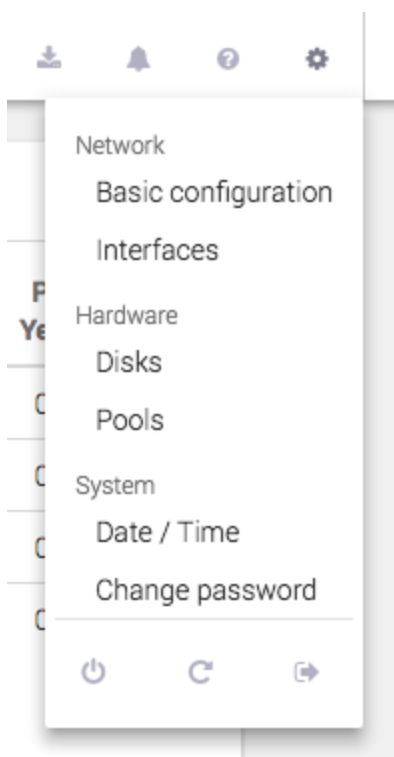 Network
Basic configuration
Interfaces
Hardware
Disks
Pools
System
Date / Time
Change password